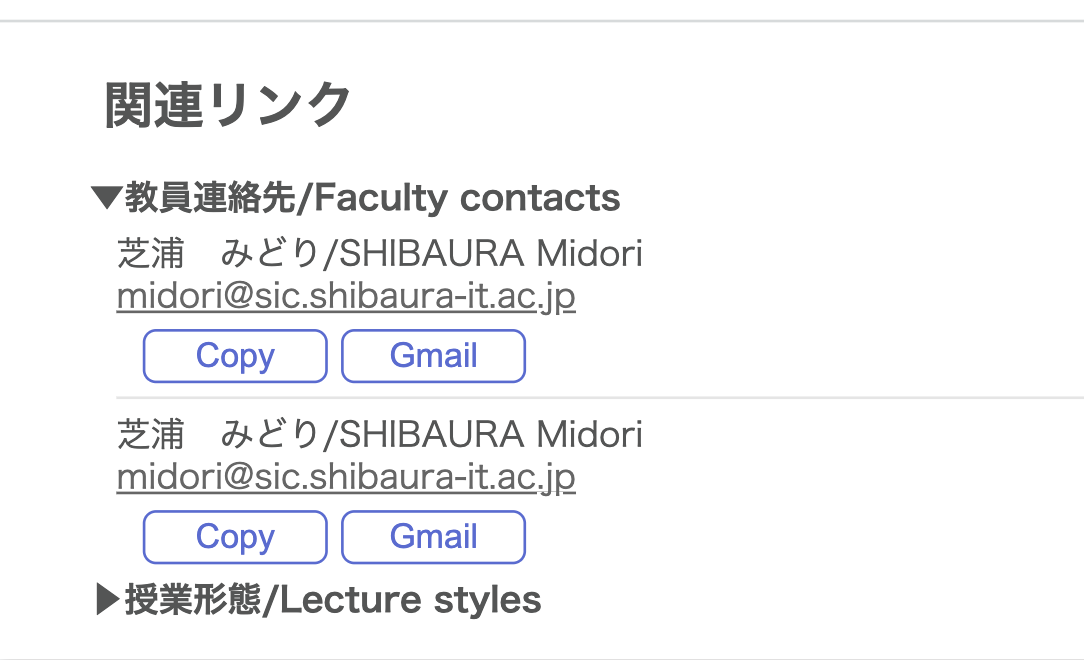 関連リンク
▼教員連絡先/Faculty contacts
芝浦　みどり/SHIBAURA Midori
midori@sic.shibaura-it.ac.jp
Copy Gmail
芝浦　みどり/SHIBAURA Midori
midori@sic.shibaura-it.ac.jp
Copy Gmail
▶授業形態/Lecture styles